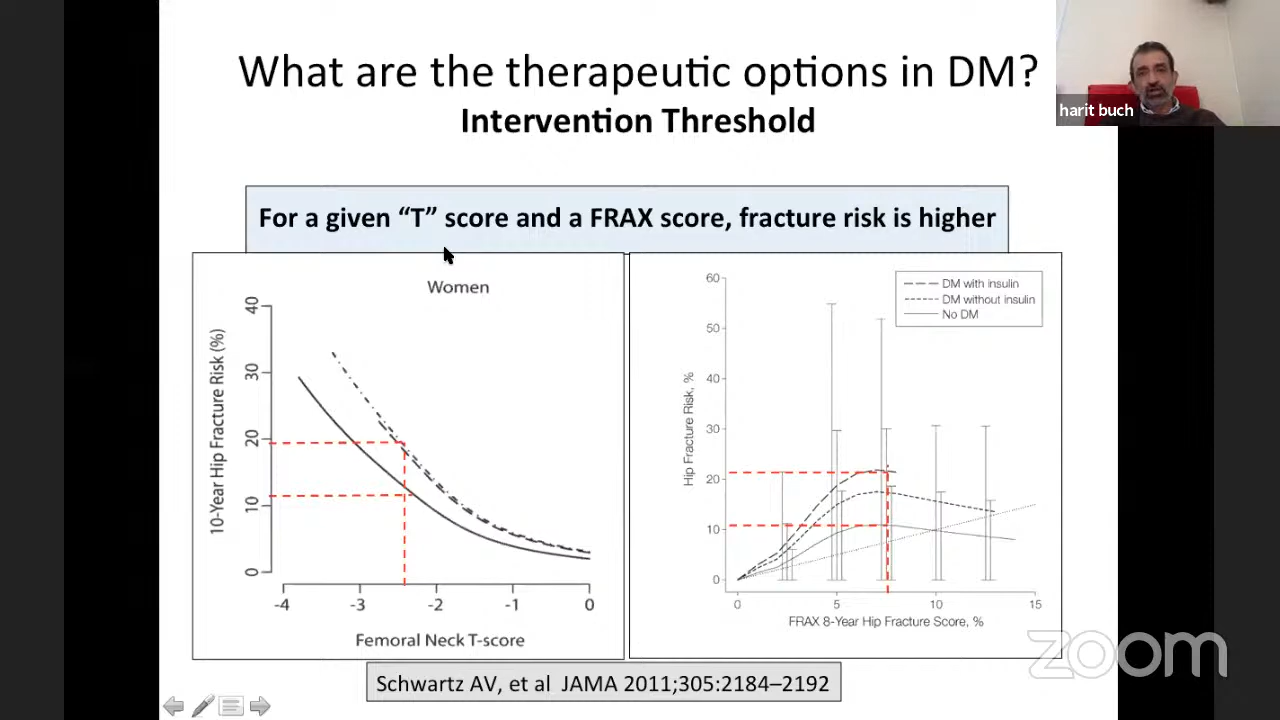 What are the therapeutic options in DM?
Intervention Threshold
harit buch
For a given “T” score and a FRAX score, fracture risk is higher
Women
10-Year Hip Fracture Risk (%)
40
30
20
10
0
-4 -3 -2 -1 0
Femoral Neck T-score
DM with insulin
DM without insulin
No DM
Hip Fracture Risk, %
60
50
40
30
20
10
0
0 5 10 15
FRAX 8-Year Hip Fracture Score, %
Schwartz AV, et al JAMA 2011;305:2184–2192
zoom